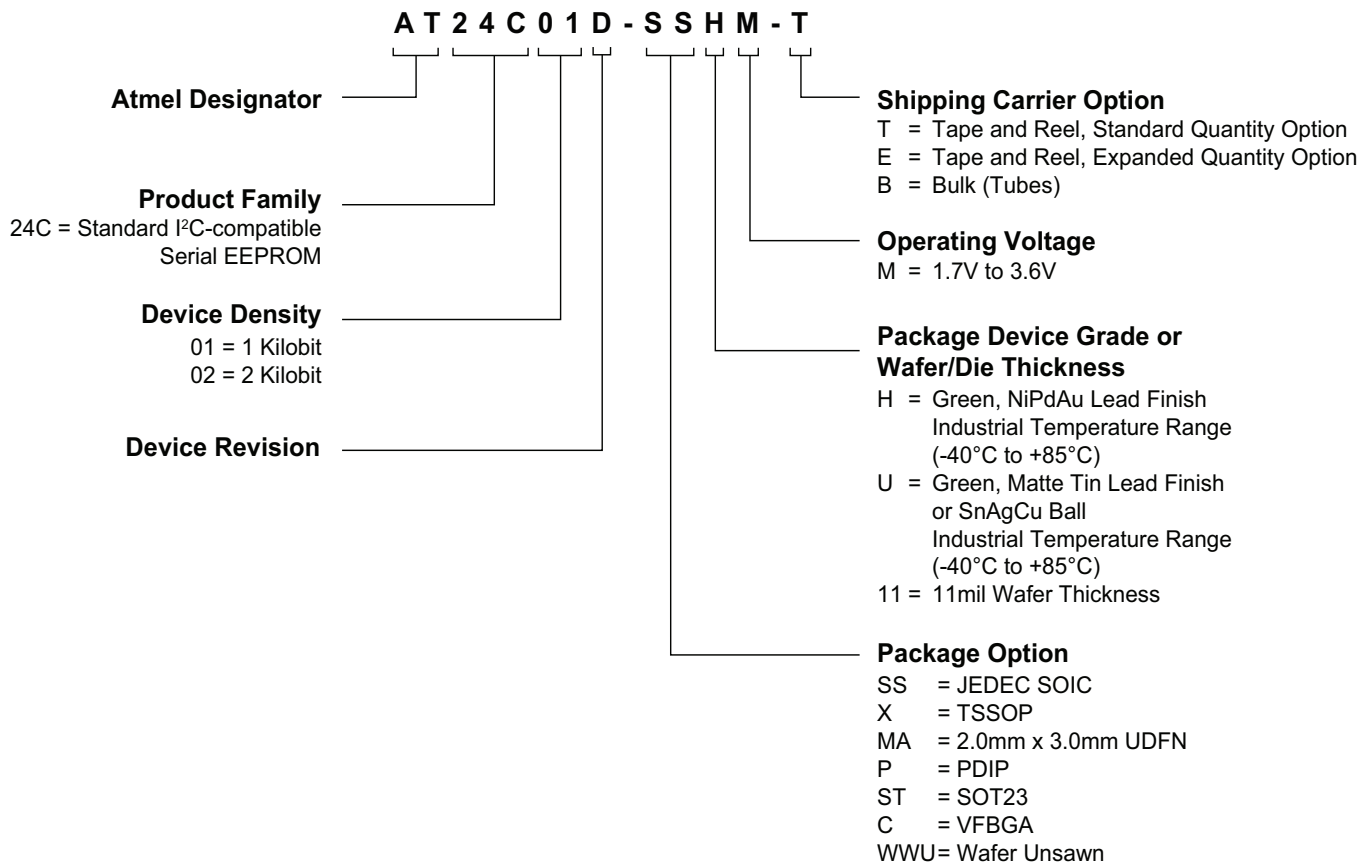 AT24C01D-SSHM-T
Atmel Designator
Product Family
24C = Standard I²C-compatible
Serial EEPROM
Device Density
01 = 1 Kilobit
02 = 2 Kilobit
Device Revision
Shipping Carrier Option
T = Tape and Reel, Standard Quantity Option
E = Tape and Reel, Expanded Quantity Option
B = Bulk (Tubes)
Operating Voltage
M = 1.7V to 3.6V
Package Device Grade or
Wafer/Die Thickness
H = Green, NiPdAu Lead Finish
Industrial Temperature Range
(-40°C to +85°C)
U = Green, Matte Tin Lead Finish
or SnAgCu Ball
Industrial Temperature Range
(-40°C to +85°C)
11 = 11mil Wafer Thickness
Package Option
SS = JEDEC SOIC
X = TSSOP
MA = 2.0mm x 3.0mm UDFN
P = PDIP
ST = SOT23
C = VFBGA
WWU= Wafer Unsawn